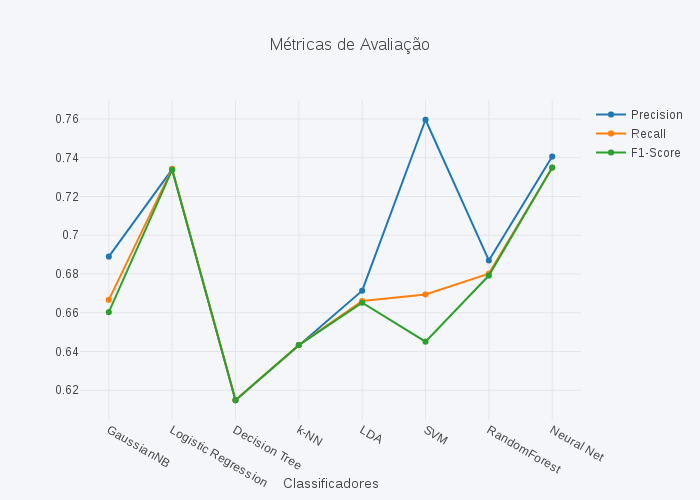 Métricas de Avaliação
0.76
0.74
0.72
0.7
0.68
0.66
0.64
0.62
Precision
Recall
F1-Score
GaussianNB
Logistic Regression
Decision Tree
k-NN
LDA
SVM
RandomForest
Neural Net
Classificadores